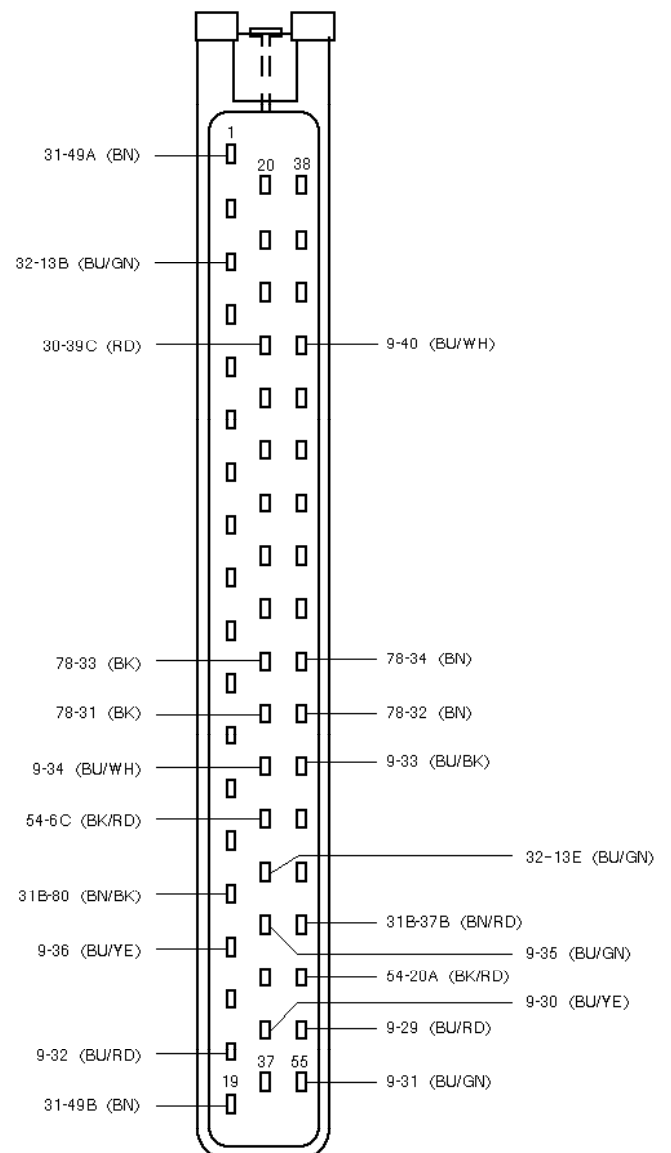 1
31-49A (BN)
20 38
32-13B (BU/GN)
30-39C (RD)
9-40 (BU/WH)
78-33 (BK)
78-34 (BN)
78-31 (BK)
78-32 (BN)
9-34 (BU/WH)
9-33 (BU/BK)
54-6C (BK/RD)
32-13E (BU/GN)
31B-80 (BN/BK)
31B-37B (BN/RD)
9-36 (BU/YE)
9-35 (BU/GN)
54-20A (BK/RD)
9-30 (BU/YE)
9-29 (BU/RD)
9-32 (BU/RD)
37 55
19
9-31 (BU/GN)
31-49B (BN)